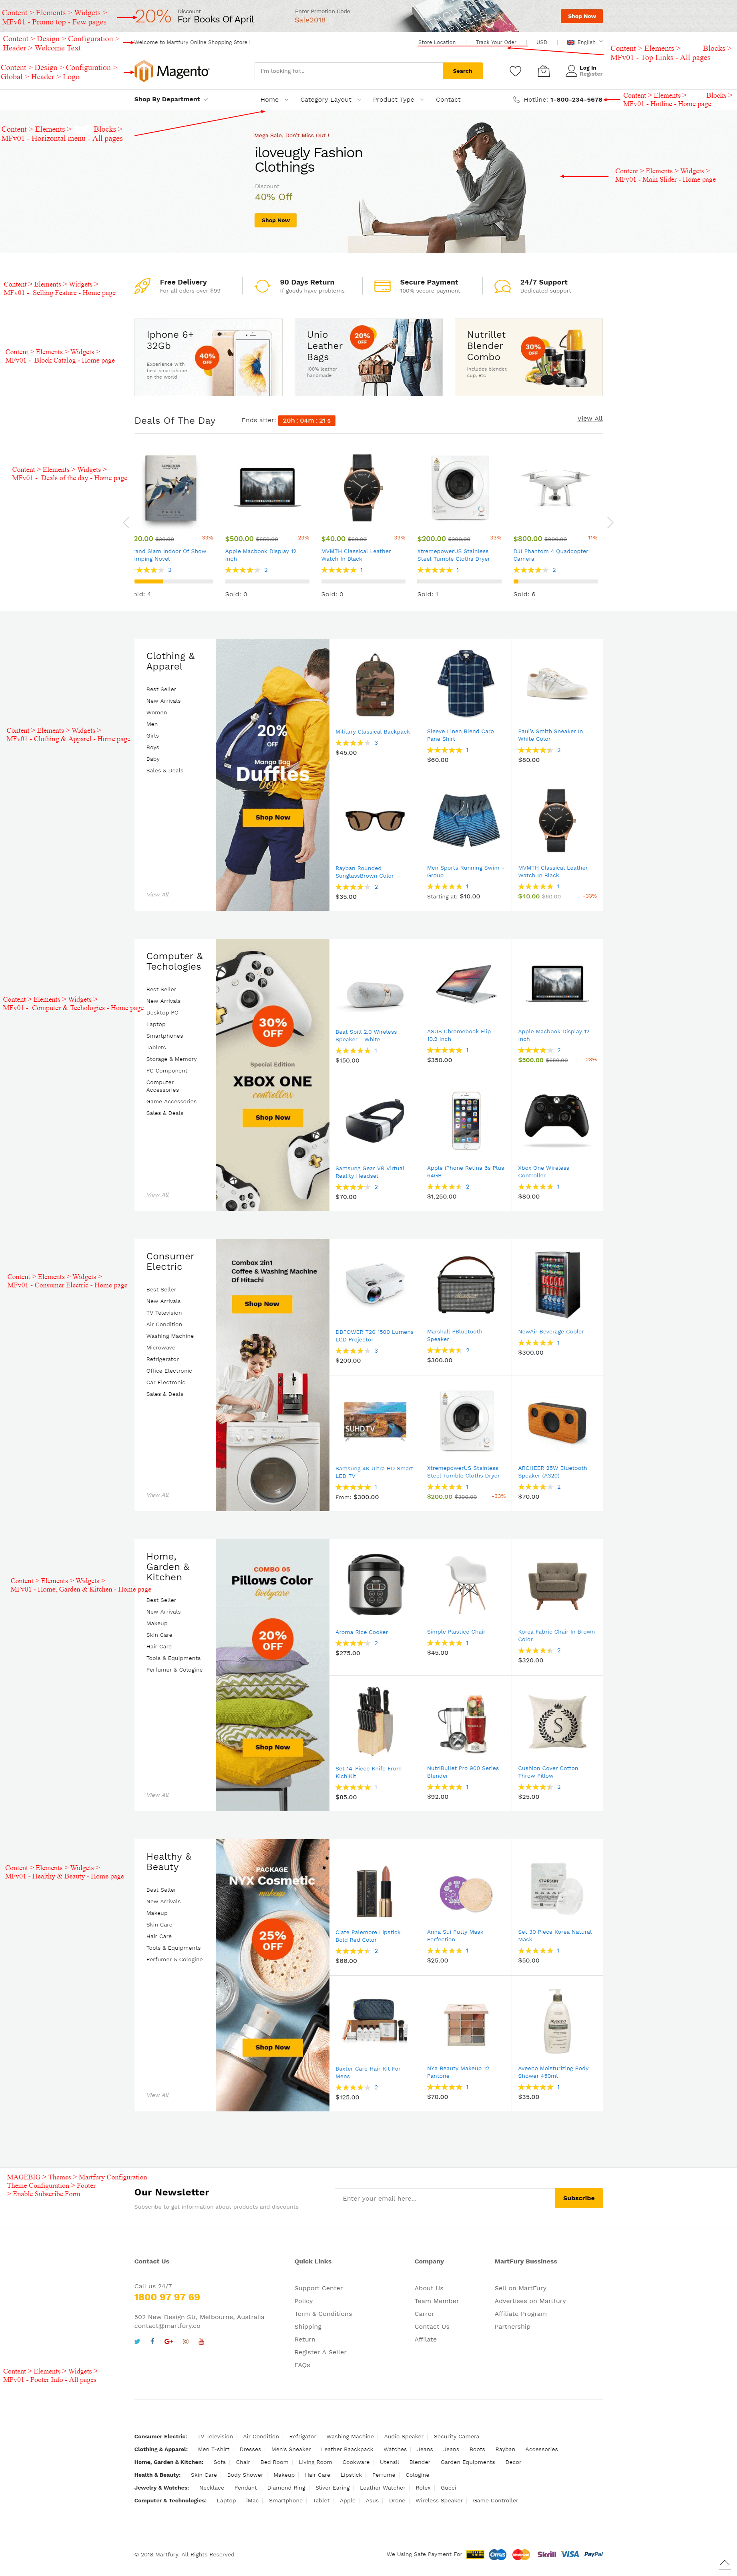 Content > Elements > Widgets >
MFv01 - Promo top - Few pages
20% Discount For Books Of April
Enter Promotion Code
Sale2018
Shop Now
Content > Design > Configuration >
Header > Welcome Text
Welcome to Martfury Online Shopping Store !
Store Location
Track Your Oder
USD
English
Content > Elements > Blocks >
MFv01 - Top Links - All pages
Content > Design > Configuration >
Global > Header > Logo
Magento
I'm looking for...
Search
Log In
Register
Shop By Department
Home
Category Layout
Product Type
Contact
Hotline: 1-800-234-5678
Content > Elements > Blocks >
MFv01 - Hotline - Home page
Content > Elements > Blocks >
MFv01 - Horizontal menu - All pages
Mega Sale, Don't Miss Out !
iloveugly Fashion
Clothings
Discount
40% Off
Shop Now
Content > Elements > Widgets >
MFv01 - Main Slider - Home page
Content > Elements > Widgets >
MFv01 - Selling Feature - Home page
Free Delivery
For all oders over $99
90 Days Return
If goods have problems
Secure Payment
100% secure payment
24/7 Support
Dedicated support
Content > Elements > Widgets >
MFv01 - Block Catalog - Home page
Iphone 6+
32Gb
Experience with
best smartphone
on the world
40%
OFF
Unio
Leather
Bags
100% leather
handmade
20%
OFF
Nutrillet
Blender
Combo
Includes blender,
cup, etc
30%
OFF
Deals Of The Day
Ends after: 20h : 04m : 21 s
View All
Content > Elements > Widgets >
MFv01 - Deals of the day - Home page
20.00 $39.00 -23%
and Slam Indoor Of Show
mping Novel
2
old: 4
$500.00 $650.00 -23%
Apple Macbook Display 12
Inch
2
Sold: 0
$40.00 $60.00 -33%
MVMTH Classical Leather
Watch In Black
1
Sold: 0
$200.00 $300.00 -33%
XtremepowerUS Stainless
Steel Tumble Cloths Dryer
1
Sold: 1
$800.00 $900.00 -11%
DJI Phantom 4 Quadcopter
Camera
2
Sold: 6
Content > Elements > Widgets >
MFv01 - Clothing & Apparel - Home page
Clothing &
Apparel
Best Seller
New Arrivals
Women
Men
Girls
Boys
Baby
Sales & Deals
View All
20%
OFF
Mango Bag
Duffles
boys
Shop Now
Military Classical Backpack
3
$45.00
Sleeve Linen Blend Caro
Pane Shirt
1
$60.00
Paul's Smith Sneaker In
White Color
2
$80.00
Rayban Rounded
SunglassBrown Color
2
$35.00
Men Sports Running Swim -
Group
1
Starting at: $10.00
MVMTH Classical Leather
Watch In Black
1
$40.00 $60.00 -33%
Content > Elements > Widgets >
MFv01 - Computer & Techologies - Home page
Computer &
Techologies
Best Seller
New Arrivals
Desktop PC
Laptop
Smartphones
Tablets
Storage & Memory
PC Component
Computer
Accessories
Game Accessories
Sales & Deals
View All
30%
OFF
Special Edition
XBOX ONE
controllers
Shop Now
Beat Spill 2.0 Wireless
Speaker - White
1
$150.00
ASUS Chromebook Flip -
10.2 Inch
1
$350.00
Apple Macbook Display 12
Inch
2
$500.00 $650.00 -23%
Samsung Gear VR Virtual
Reality Headset
2
$70.00
Apple iPhone Retina 6s Plus
64GB
2
$1,250.00
Xbox One Wireless
Controller
1
$80.00
Content > Elements > Widgets >
MFv01 - Consumer Electric - Home page
Consumer
Electric
Best Seller
New Arrivals
TV Television
Air Condition
Washing Machine
Microwave
Refrigerator
Office Electronic
Car Electronic
Sales & Deals
View All
Combox 2in1
Coffee & Washing Machine
Of Hitachi
Shop Now
DBPOWER T20 1500 Lumens
LCD Projector
3
$200.00
Marshall PBluetooth
Speaker
2
$300.00
NewAir Beverage Cooler
1
$300.00
SUHDTV
Samsung 4K Ultra HD Smart
LED TV
1
From: $300.00
XtremepowerUS Stainless
Steel Tumble Cloths Dryer
1
$200.00 $300.00 -33%
ARCHEER 25W Bluetooth
Speaker (A320)
2
$70.00
Content > Elements > Widgets >
MFv01 - Home, Garden & Kitchen - Home page
Home,
Garden &
Kitchen
Best Seller
New Arrivals
Makeup
Skin Care
Hair Care
Tools & Equipments
Perfumer & Cologine
View All
COMBO 05
Pillows Color
20%
OFF
Shop Now
Aroma Rice Cooker
2
$275.00
Simple Plastice Chair
1
$45.00
Korea Fabric Chair In Brown
Color
2
$320.00
Set 14-Piece Knife From
KichiKit
1
$85.00
NutriBullet Pro 900 Series
Blender
1
$92.00
S
Cushion Cover Cotton
Throw Pillow
2
$25.00
Content > Elements > Widgets >
MFv01 - Healthy & Beauty - Home page
Healthy &
Beauty
Best Seller
New Arrivals
Makeup
Skin Care
Hair Care
Tools & Equipments
Perfumer & Cologine
View All
PACKAGE
NYX Cosmetic
makeup
25%
OFF
Shop Now
Ciate Palemore Lipstick
Bold Red Color
2
$66.00
Anna Sui Putty Mask
Perfection
1
$25.00
Set 30 Piece Korea Natural
Mask
1
$50.00
Baxter Care Hair Kit For
Mens
2
$125.00
NYX Beauty Makeup 12
Pantone
1
$70.00
Aveeno
Aveeno Moisturizing Body
Shower 450ml
1
$35.00
MAGEBIG > Themes > Martfury Configuration
Theme Configuration > Footer
> Enable Subscribe Form
Our Newsletter
Subscribe to get information about products and discounts
Enter your email here...
Subscribe
Contact Us
Call us 24/7
1800 97 97 69
502 New Design Str, Melbourne, Australia
contact@martfury.co
Quick Links
Support Center
Policy
Term & Conditions
Shipping
Return
Register A Seller
FAQs
Company
About Us
Team Member
Carrer
Contact Us
Affilate
MartFury Bussiness
Sell on MartFury
Advertises on Martfury
Affiliate Program
Partnership
Content > Elements > Widgets >
MFv01 - Footer Info - All pages
Consumer Electric: TV Television Air Condition Refrigator Washing Machine Audio Speaker Security Camera
Clothing & Apparel: Men T-shirt Dresses Men's Sneaker Leather Baackpack Watches Jeans Jeans Boots Rayban Accessories
Home, Garden & Kitchen: Sofa Chair Bed Room Living Room Cookware Utensil Blender Garden Equipments Decor
Health & Beauty: Skin Care Body Shower Makeup Hair Care Lipstick Perfume Cologine
Jewelry & Watches: Necklace Pendant Diamond Ring Sliver Earing Leather Watcher Rolex Gucci
Computer & Technologies: Laptop iMac Smartphone Tablet Apple Asus Drone Wireless Speaker Game Controller
© 2018 Martfury. All Rights Reserved
We Using Safe Payment For
Cirrus
MasterCard
Skrill
VISA
PayPal